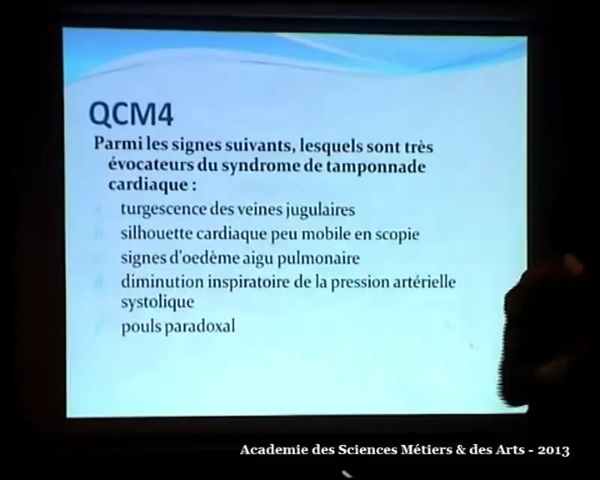 QCM4
Parmi les signes suivants, lesquels sont très
évocateurs du syndrome de tamponnade
cardiaque :
turgescence des veines jugulaires
silhouette cardiaque peu mobile en scopie
signes d'oedème aigu pulmonaire
diminution inspiratoire de la pression artérielle
systolique
pouls paradoxal
Academie des Sciences Métiers & des Arts - 2013